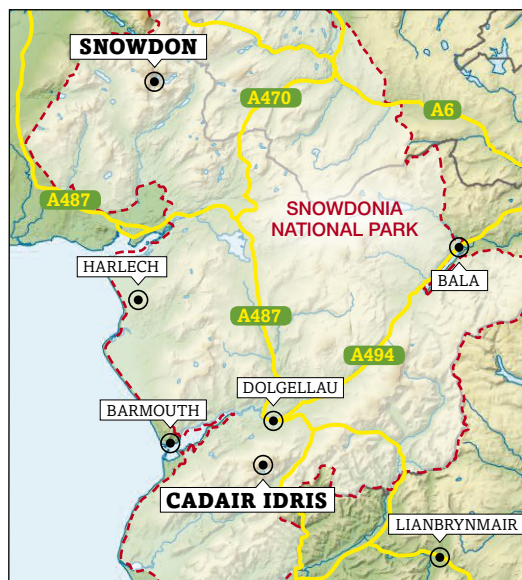 SNOWDON
A470
A6
A487
SNOWDONIA
NATIONAL PARK
HARLECH
BALA
A487
A494
DOLGELLAU
BARMOUTH
CADAIR IDRIS
LIANBRYNMAIR